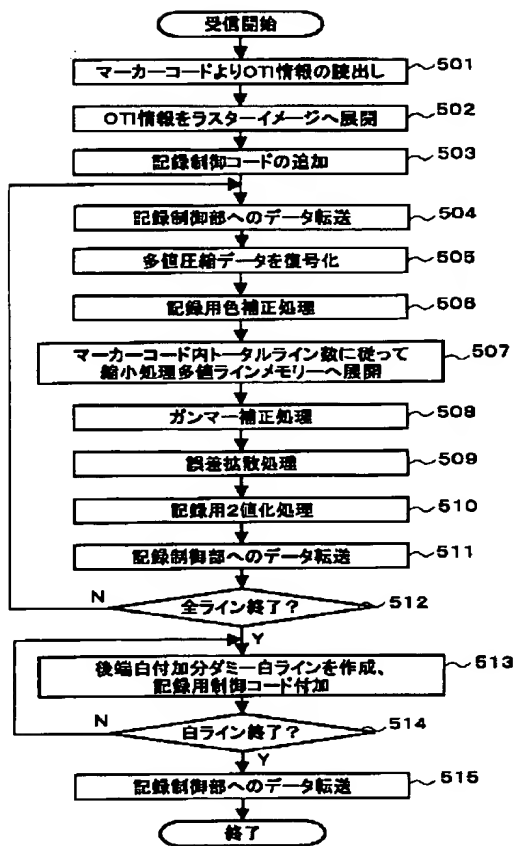 受信開始
マーカーコードよりOTI情報の読出し
501
OTI情報をラスターイメージへ展開
502
記録制御コードの追加
503
記録制御部へのデータ転送
504
多値圧縮データを復号化
505
記録用色補正処理
506
マーカーコード内トータルライン数に従って
縮小処理多値ラインメモリーへ展開
507
ガンマー補正処理
508
誤差拡散処理
509
記録用2値化処理
510
記録制御部へのデータ転送
511
N
全ライン終了?
512
Y
後端白付加分ダミー白ラインを作成、
記録用制御コード付加
513
N
白ライン終了?
514
Y
記録制御部へのデータ転送
515
終了